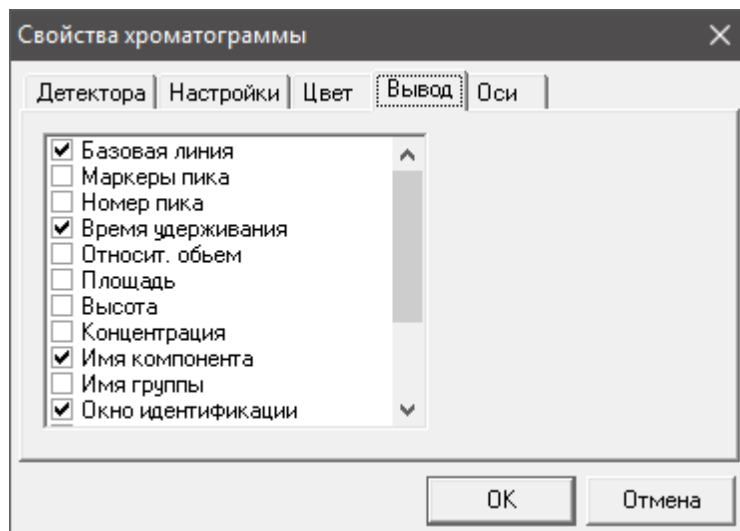 Свойства хроматограммы
Детектора Настройки Цвет Вывод Оси
Базовая линия
Маркеры пика
Номер пика
Время удерживания
Относит. обьем
Площадь
Высота
Концентрация
Имя компонента
Имя группы
Окно идентификации
OK Отмена